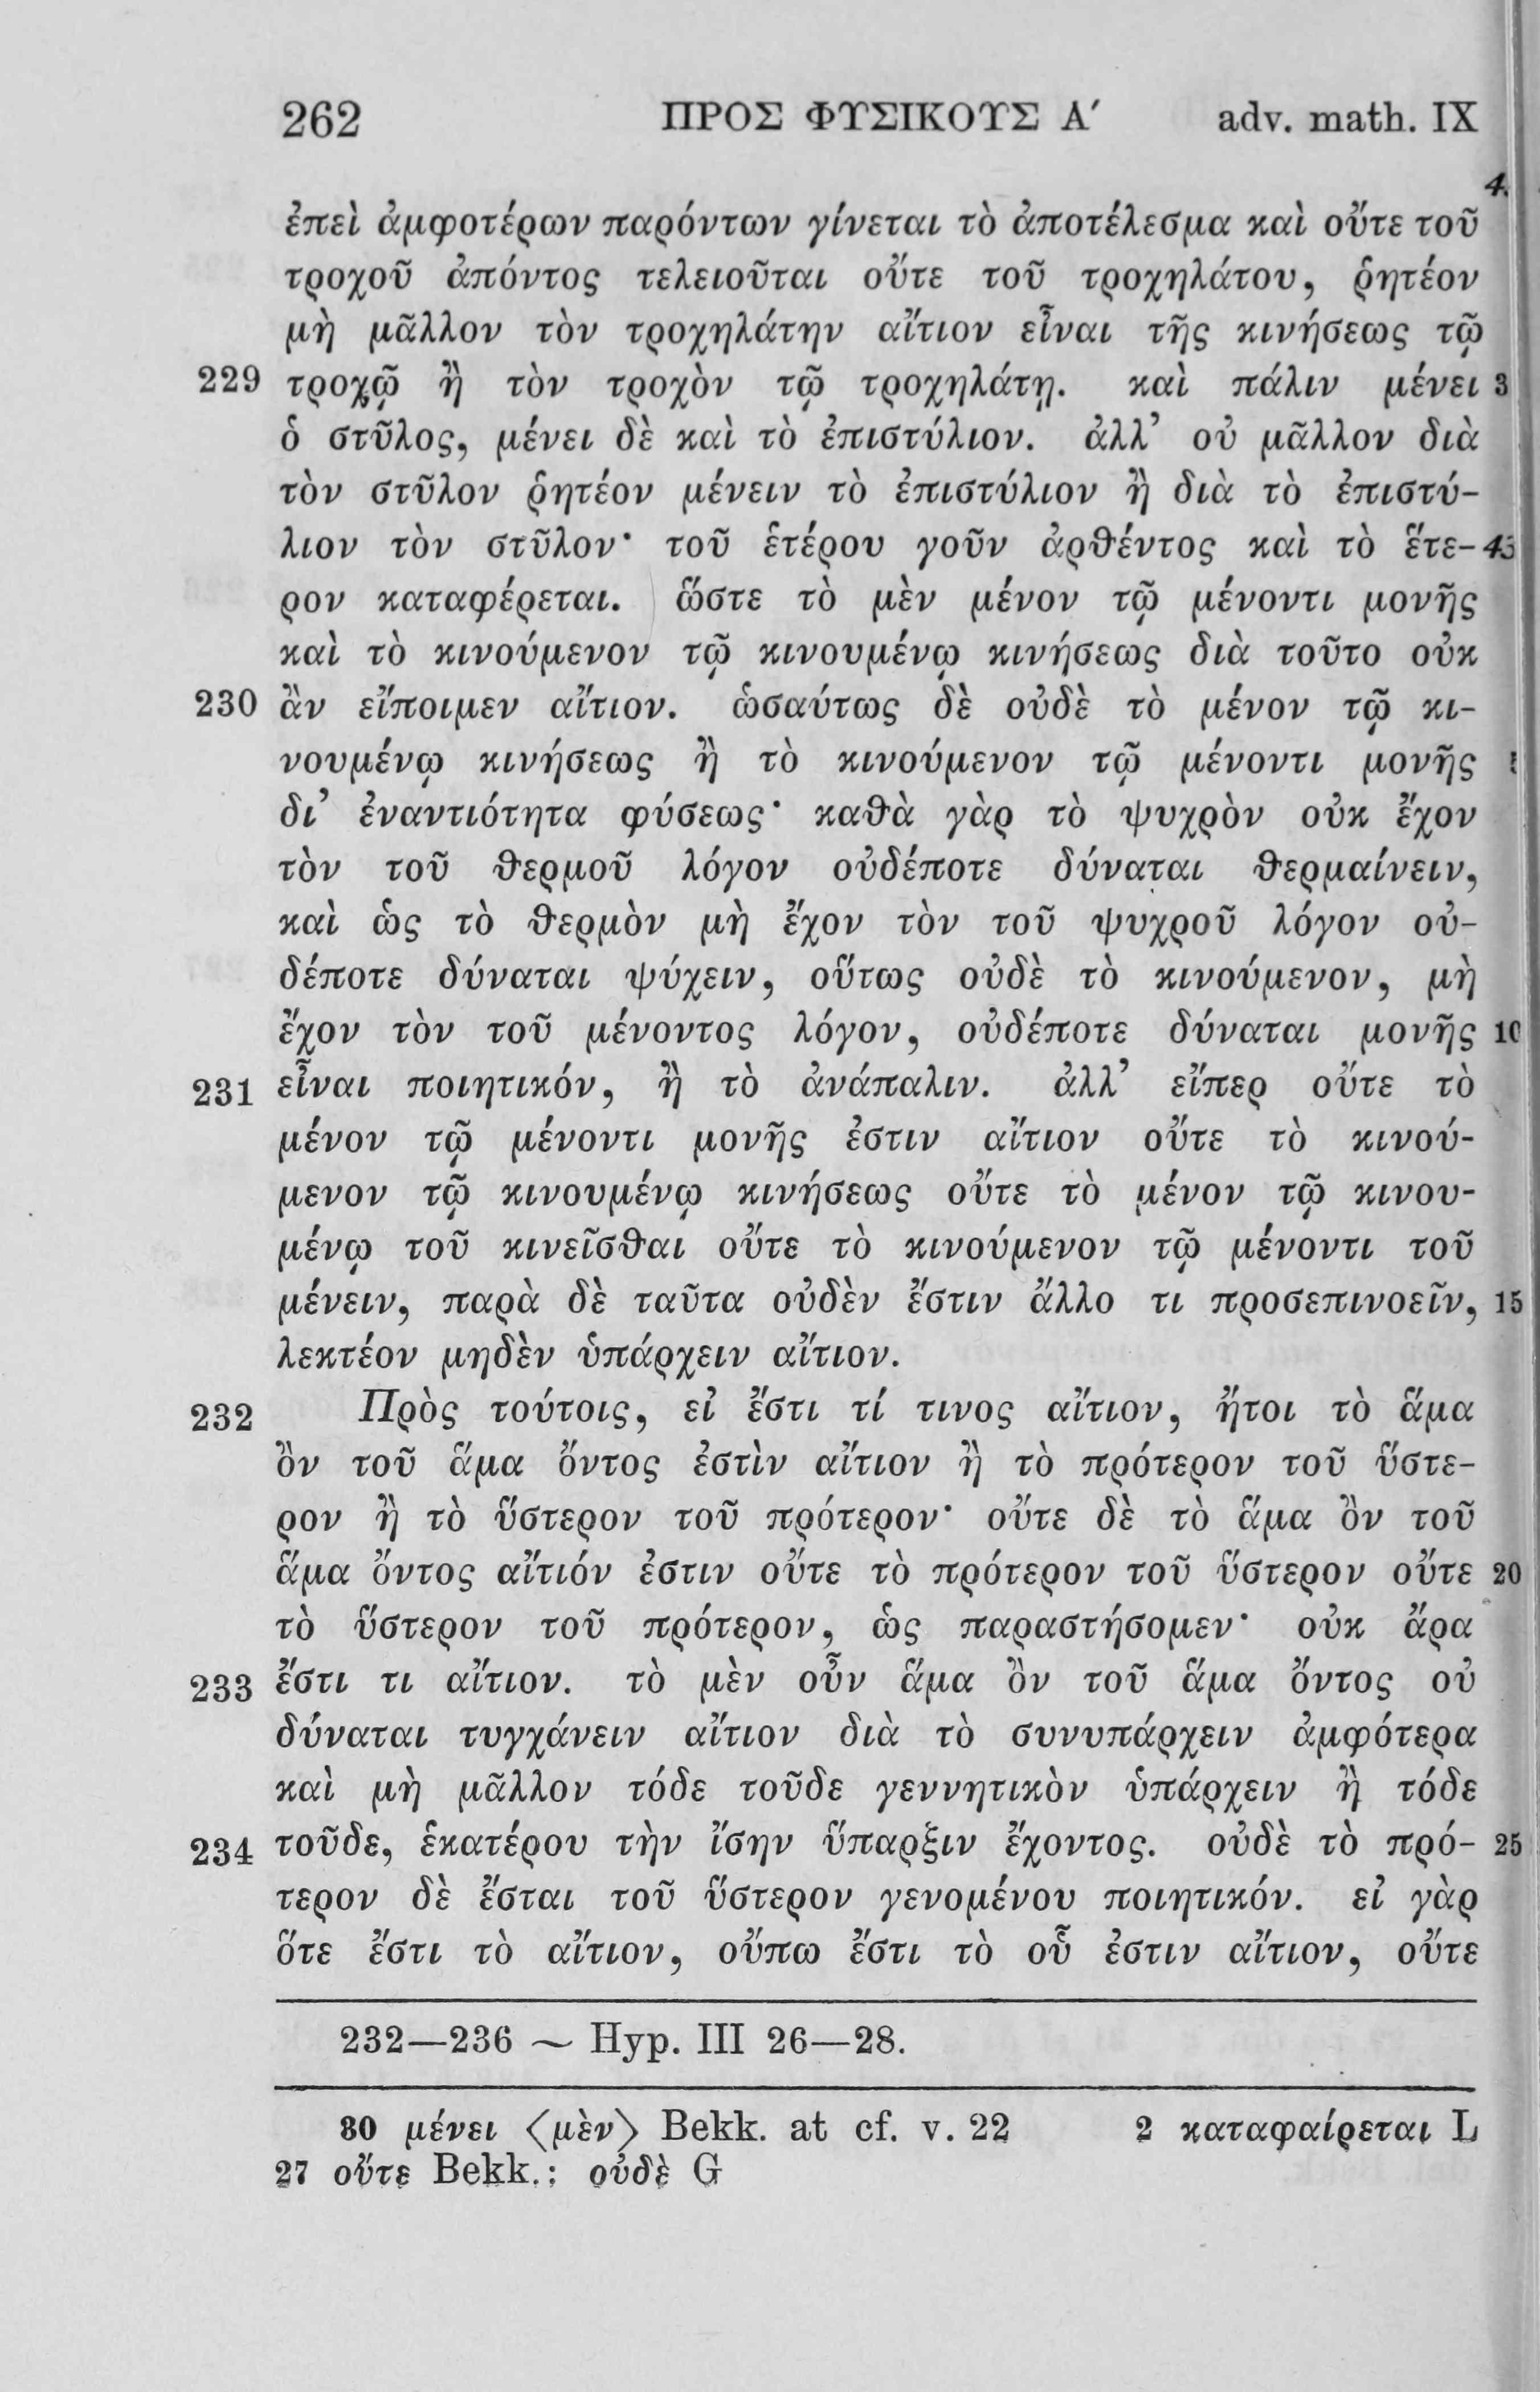 262 ΠΡΟΣ ΦΥΣΙΚΟΥΣ Α′ adv. math. IX
4.
ἐπεὶ ἀμφοτέρων παρόντων γίνεται τὸ ἀποτέλεσμα καὶ οὔτε τοῦ
τροχοῦ ἀπόντος τελειοῦται οὔτε τοῦ τροχηλάτου, ῥητέον
μὴ μᾶλλον τὸν τροχηλάτην αἴτιον εἶναι τῆς κινήσεως τῷ
229 τροχῷ ἢ τὸν τροχὸν τῷ τροχηλάτῃ. καὶ πάλιν μένει 3
ὁ στῦλος, μένει δὲ καὶ τὸ ἐπιστύλιον. ἀλλ’ οὐ μᾶλλον διὰ
τὸν στῦλον ῥητέον μένειν τὸ ἐπιστύλιον ἢ διὰ τὸ ἐπιστύ-
λιον τὸν στῦλον· τοῦ ἑτέρου γοῦν ἀρθέντος καὶ τὸ ἕτε- 43
ρον καταφέρεται. ὥστε τὸ μὲν μένον τῷ μένοντι μονῆς
καὶ τὸ κινούμενον τῷ κινουμένῳ κινήσεως διὰ τοῦτο οὐκ
230 ἂν εἴποιμεν αἴτιον. ὡσαύτως δὲ οὐδὲ τὸ μένον τῷ κι-
νουμένῳ κινήσεως ἢ τὸ κινούμενον τῷ μένοντι μονῆς
δι’ ἐναντιότητα φύσεως· καθὰ γὰρ τὸ ψυχρὸν οὐκ ἔχον
τὸν τοῦ θερμοῦ λόγον οὐδέποτε δύναται θερμαίνειν,
καὶ ὡς τὸ θερμὸν μὴ ἔχον τὸν τοῦ ψυχροῦ λόγον οὐ-
δέποτε δύναται ψύχειν, οὕτως οὐδὲ τὸ κινούμενον, μὴ
ἔχον τὸν τοῦ μένοντος λόγον, οὐδέποτε δύναται μονῆς 10
231 εἶναι ποιητικόν, ἢ τὸ ἀνάπαλιν. ἀλλ’ εἴπερ οὔτε τὸ
μένον τῷ μένοντι μονῆς ἐστιν αἴτιον οὔτε τὸ κινού-
μενον τῷ κινουμένῳ κινήσεως οὔτε τὸ μένον τῷ κινου-
μένῳ τοῦ κινεῖσθαι οὔτε τὸ κινούμενον τῷ μένοντι τοῦ
μένειν, παρὰ δὲ ταῦτα οὐδὲν ἔστιν ἄλλο τι προσεπινοεῖν, 15
λεκτέον μηδὲν ὑπάρχειν αἴτιον.
232 Πρὸς τούτοις, εἰ ἔστι τί τινος αἴτιον, ἤτοι τὸ ἅμα
ὂν τοῦ ἅμα ὄντος ἐστὶν αἴτιον ἢ τὸ πρότερον τοῦ ὕστε-
ρον ἢ τὸ ὕστερον τοῦ πρότερον· οὔτε δὲ τὸ ἅμα ὂν τοῦ
ἅμα ὄντος αἴτιόν ἐστιν οὔτε τὸ πρότερον τοῦ ὕστερον οὔτε 20
τὸ ὕστερον τοῦ πρότερον, ὡς παραστήσομεν· οὐκ ἄρα
233 ἔστι τι αἴτιον. τὸ μὲν οὖν ἅμα ὂν τοῦ ἅμα ὄντος οὐ
δύναται τυγχάνειν αἴτιον διὰ τὸ συνυπάρχειν ἀμφότερα
καὶ μὴ μᾶλλον τόδε τοῦδε γεννητικὸν ὑπάρχειν ἢ τόδε
234 τοῦδε, ἑκατέρου τὴν ἴσην ὕπαρξιν ἔχοντος. οὐδὲ τὸ πρό- 25
τερον δὲ ἔσται τοῦ ὕστερον γενομένου ποιητικόν. εἰ γὰρ
ὅτε ἔστι τὸ αἴτιον, οὔπω ἔστι τὸ οὗ ἐστιν αἴτιον, οὔτε
232—236 ~ Hyp. III 26—28.
30 μένει ⟨μὲν⟩ Bekk. at cf. v. 22 2 καταφαίρεται L
27 οὔτε Bekk.: οὐδὲ G